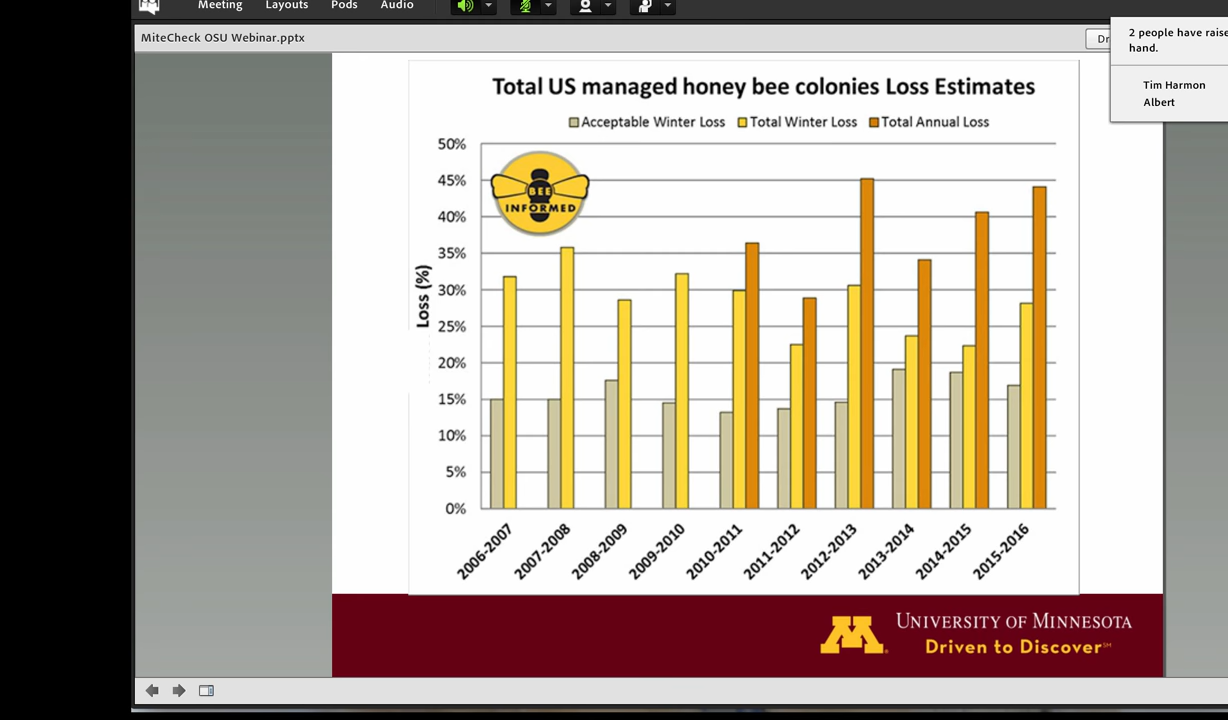 Meeting Layouts Pods Audio
MiteCheck OSU Webinar.pptx
Dr
2 people have raise
hand.
Tim Harmon
Albert
Total US managed honey bee colonies Loss Estimates
Acceptable Winter Loss Total Winter Loss Total Annual Loss
50%
45%
40%
35%
30%
25%
20%
15%
10%
5%
0%
Loss (%)
BEE
INFORMED
2006-2007
2007-2008
2008-2009
2009-2010
2010-2011
2011-2012
2012-2013
2013-2014
2014-2015
2015-2016
M
UNIVERSITY OF MINNESOTA
Driven to Discover℠